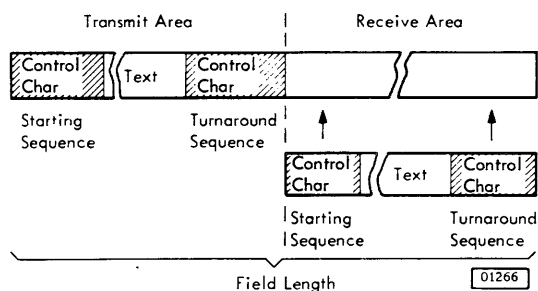 Transmit Area
Receive Area
Control
Char
Text
Control
Char
Starting
Sequence
Turnaround
Sequence
Control
Char
Text
Control
Char
Starting
Sequence
Turnaround
Sequence
Field Length
01266